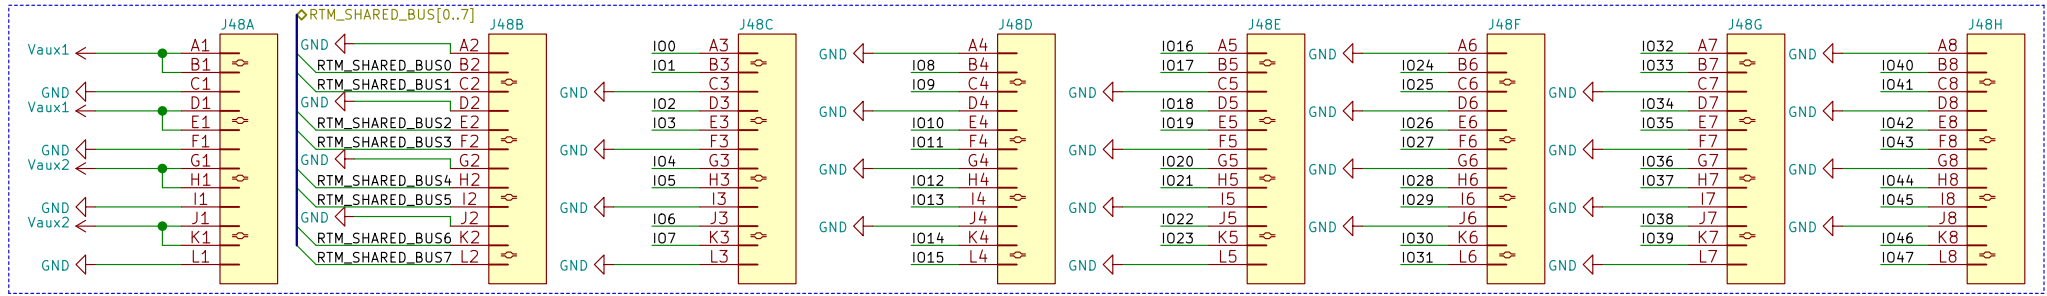 RTM_SHARED_BUS[0..7]
J48A
Vaux1 A1
B1
GND C1
Vaux1 D1
E1
GND F1
Vaux2 G1
H1
GND I1
Vaux2 J1
K1
GND L1
J48B
GND A2
RTM_SHARED_BUS0 B2
RTM_SHARED_BUS1 C2
GND D2
RTM_SHARED_BUS2 E2
RTM_SHARED_BUS3 F2
GND G2
RTM_SHARED_BUS4 H2
RTM_SHARED_BUS5 I2
GND J2
RTM_SHARED_BUS6 K2
RTM_SHARED_BUS7 L2
J48C
IO0 A3
IO1 B3
GND C3
IO2 D3
IO3 E3
GND F3
IO4 G3
IO5 H3
GND I3
IO6 J3
IO7 K3
GND L3
J48D
GND A4
IO8 B4
IO9 C4
GND D4
IO10 E4
IO11 F4
GND G4
IO12 H4
IO13 I4
GND J4
IO14 K4
IO15 L4
J48E
IO16 A5
IO17 B5
GND C5
IO18 D5
IO19 E5
GND F5
IO20 G5
IO21 H5
GND I5
IO22 J5
IO23 K5
GND L5
J48F
GND A6
IO24 B6
IO25 C6
GND D6
IO26 E6
IO27 F6
GND G6
IO28 H6
IO29 I6
GND J6
IO30 K6
IO31 L6
J48G
IO32 A7
IO33 B7
GND C7
IO34 D7
IO35 E7
GND F7
IO36 G7
IO37 H7
GND I7
IO38 J7
IO39 K7
GND L7
J48H
GND A8
IO40 B8
IO41 C8
GND D8
IO42 E8
IO43 F8
GND G8
IO44 H8
IO45 I8
GND J8
IO46 K8
IO47 L8